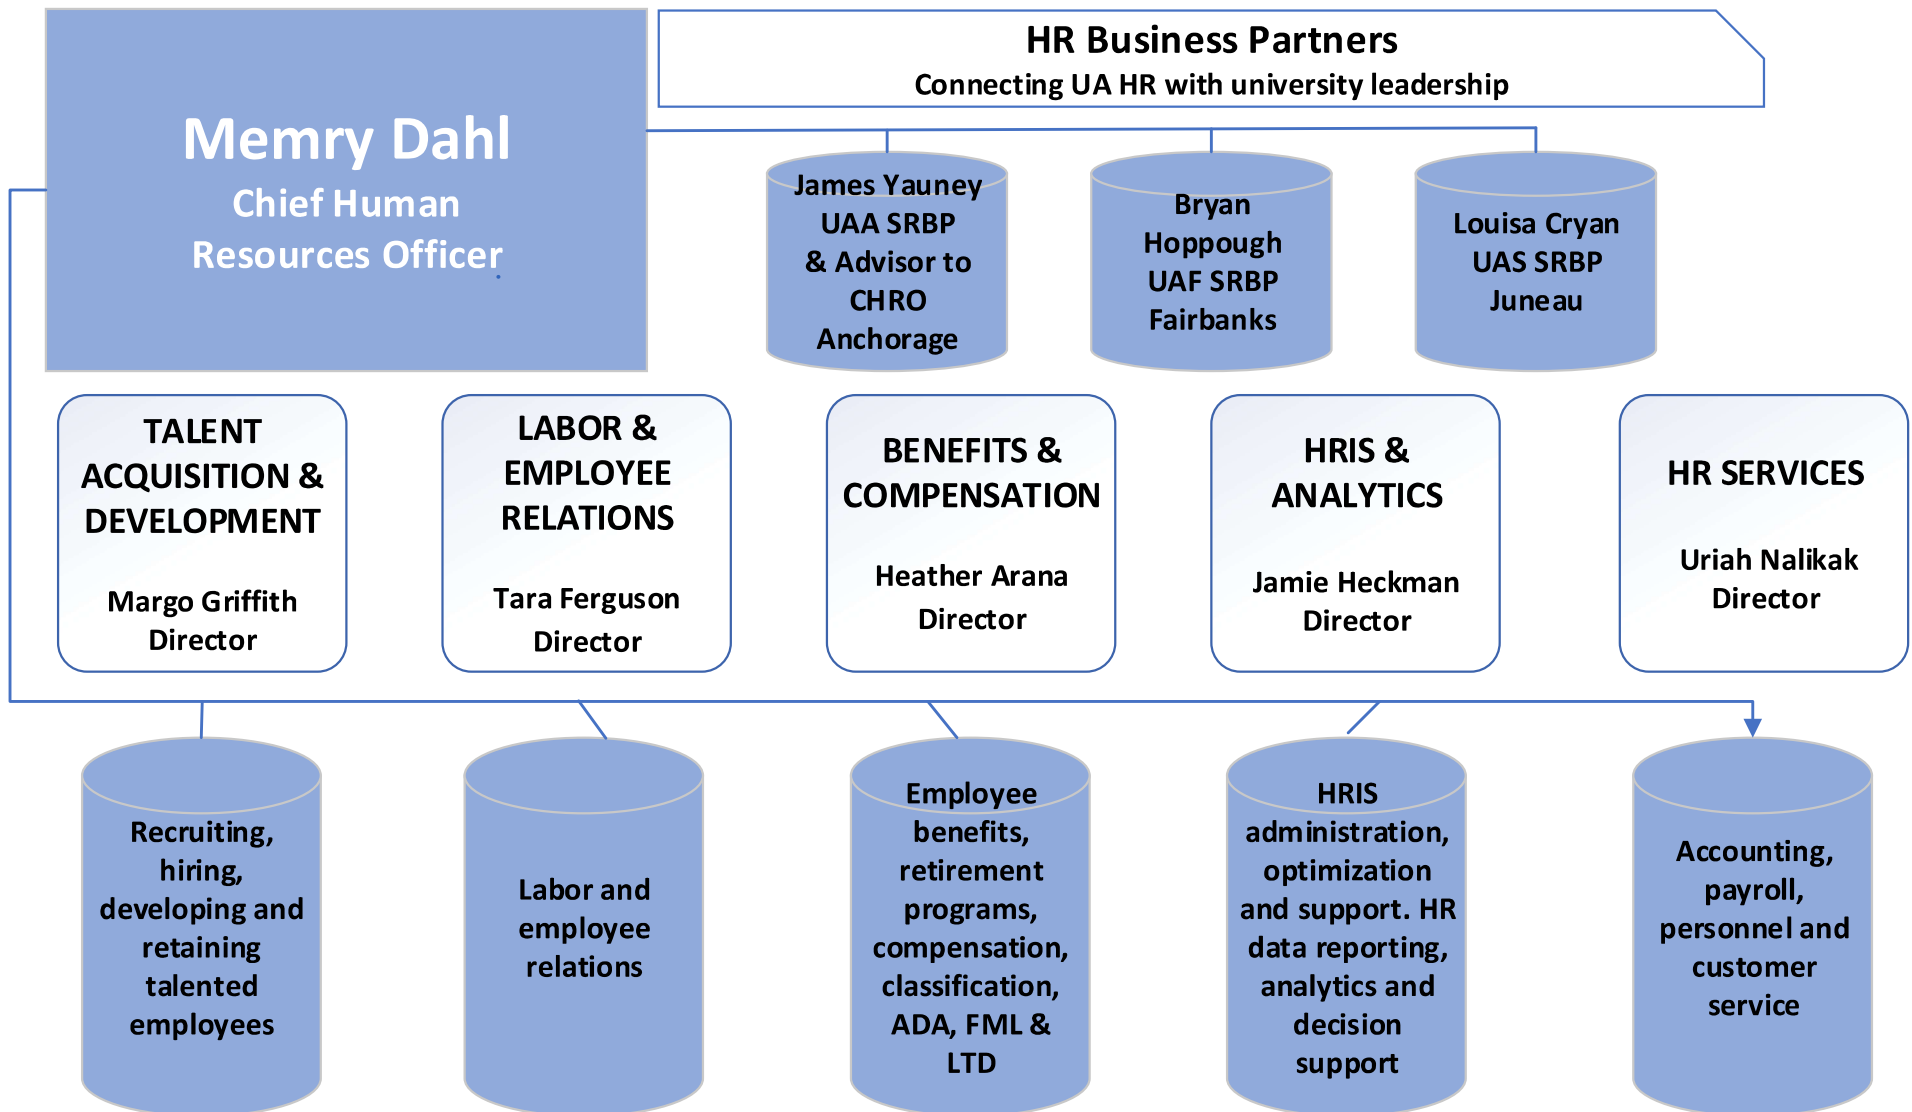 Memry Dahl
Chief Human
Resources Officer
HR Business Partners
Connecting UA HR with university leadership
James Yauney
UAA SRBP
& Advisor to
CHRO
Anchorage
Bryan
Hoppough
UAF SRBP
Fairbanks
Louisa Cryan
UAS SRBP
Juneau
TALENT
ACQUISITION &
DEVELOPMENT
Margo Griffith
Director
LABOR &
EMPLOYEE
RELATIONS
Tara Ferguson
Director
BENEFITS &
COMPENSATION
Heather Arana
Director
HRIS &
ANALYTICS
Jamie Heckman
Director
HR SERVICES
Uriah Nalikak
Director
Recruiting,
hiring,
developing and
retaining
talented
employees
Labor and
employee
relations
Employee
benefits,
retirement
programs,
compensation,
classification,
ADA, FML &
LTD
HRIS
administration,
optimization
and support. HR
data reporting,
analytics and
decision
support
Accounting,
payroll,
personnel and
customer
service